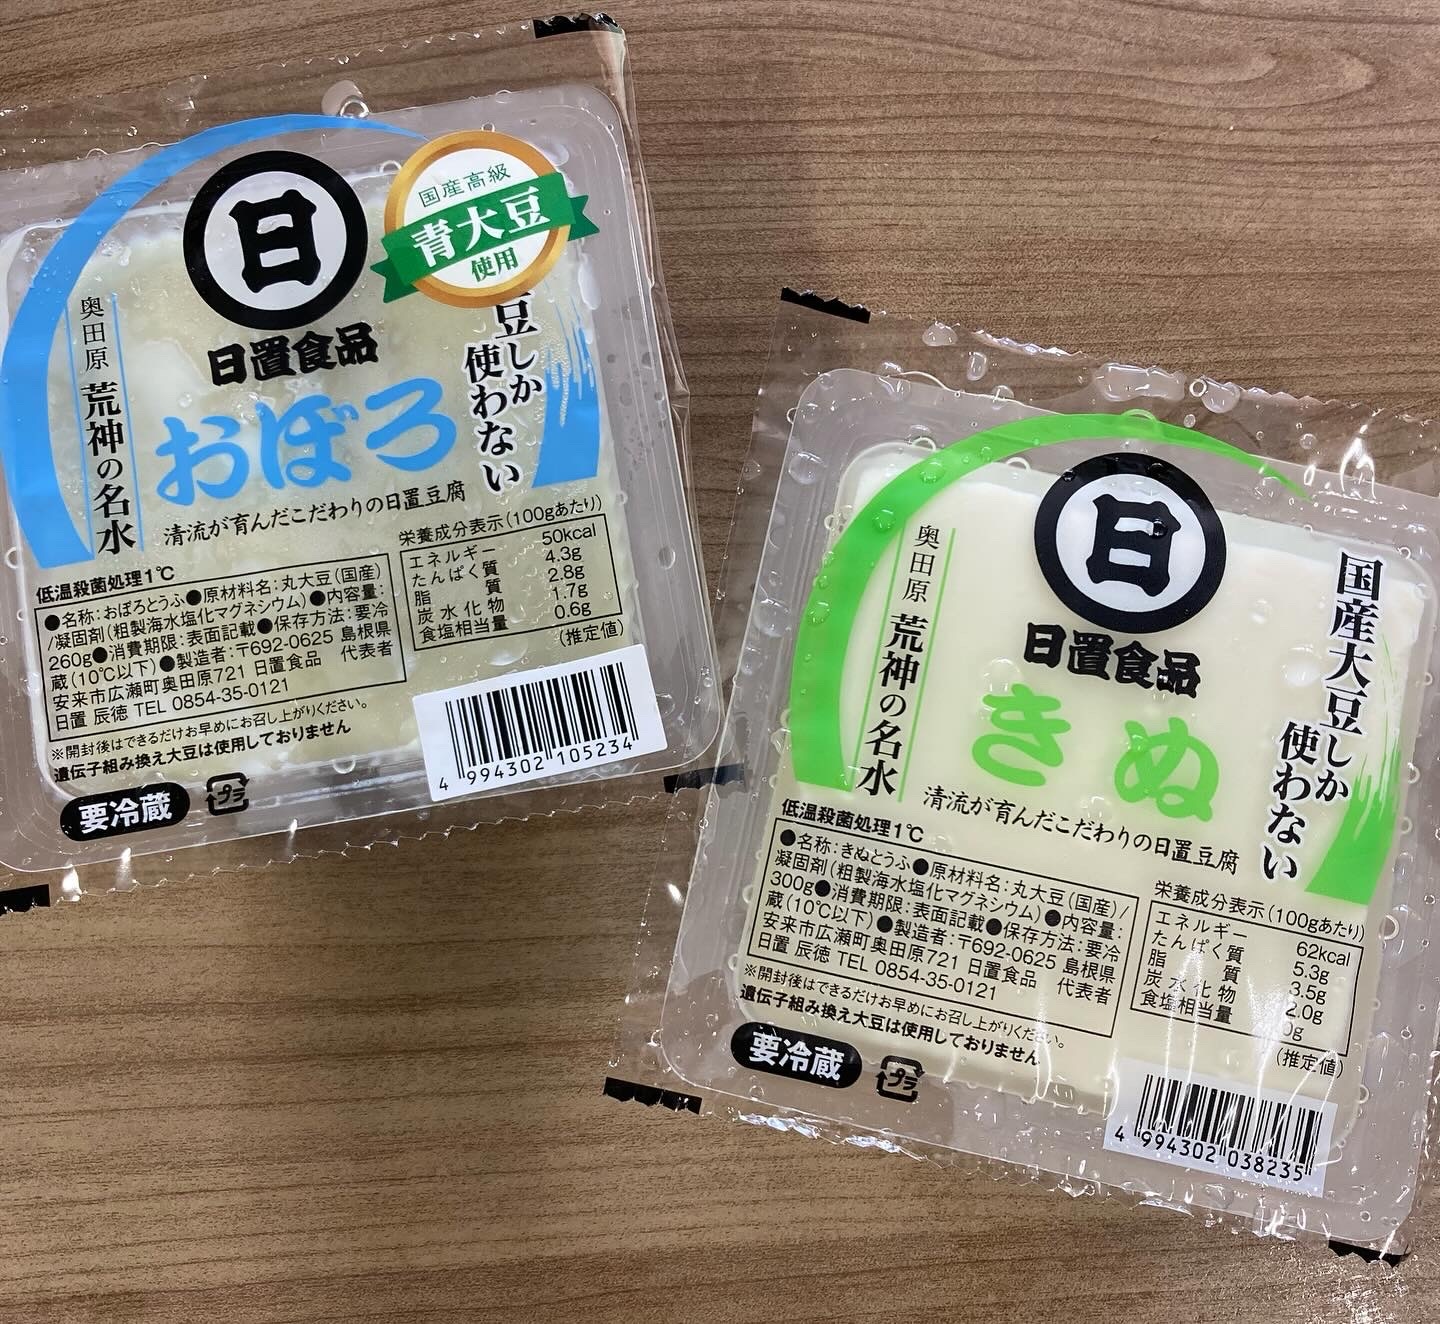 日
日置食品
国産高級
青大豆
使用
豆しか
使わない
奥田原 荒神の名水
おぼろ
清流が育んだこだわりの日置豆腐
栄養成分表示(100gあたり)
エネルギー 50kcal
たんぱく質 4.3g
脂質 2.8g
炭水化物 1.7g
食塩相当量 0.6g
(推定値)
低温殺菌処理1℃
●名称:おぼろとうふ●原材料名:丸大豆(国産)
/凝固剤(粗製海水塩化マグネシウム)●内容量:
260g●消費期限:表面記載●保存方法:要冷
蔵(10℃以下)●製造者:〒692-0625 島根県
安来市広瀬町奥田原721 日置食品 代表者
日置 辰徳 TEL 0854-35-0121
※開封後はできるだけお早めにお召し上がりください。
遺伝子組み換え大豆は使用しておりません
要冷蔵
プラ
4 994302 105234
日
日置食品
国産大豆しか
使わない
奥田原 荒神の名水
きぬ
清流が育んだこだわりの日置豆腐
栄養成分表示(100gあたり)
エネルギー 62kcal
たんぱく質 5.3g
脂質 3.5g
炭水化物 2.0g
食塩相当量 0g
(推定値)
低温殺菌処理1℃
●名称:きぬとうふ●原材料名:丸大豆(国産)/
凝固剤(粗製海水塩化マグネシウム)●内容量:
300g●消費期限:表面記載●保存方法:要冷
蔵(10℃以下)●製造者:〒692-0625 島根県
安来市広瀬町奥田原721 日置食品 代表者
日置 辰徳 TEL 0854-35-0121
※開封後はできるだけお早めにお召し上がりください。
遺伝子組み換え大豆は使用しておりません
要冷蔵
プラ
4 994302 038235